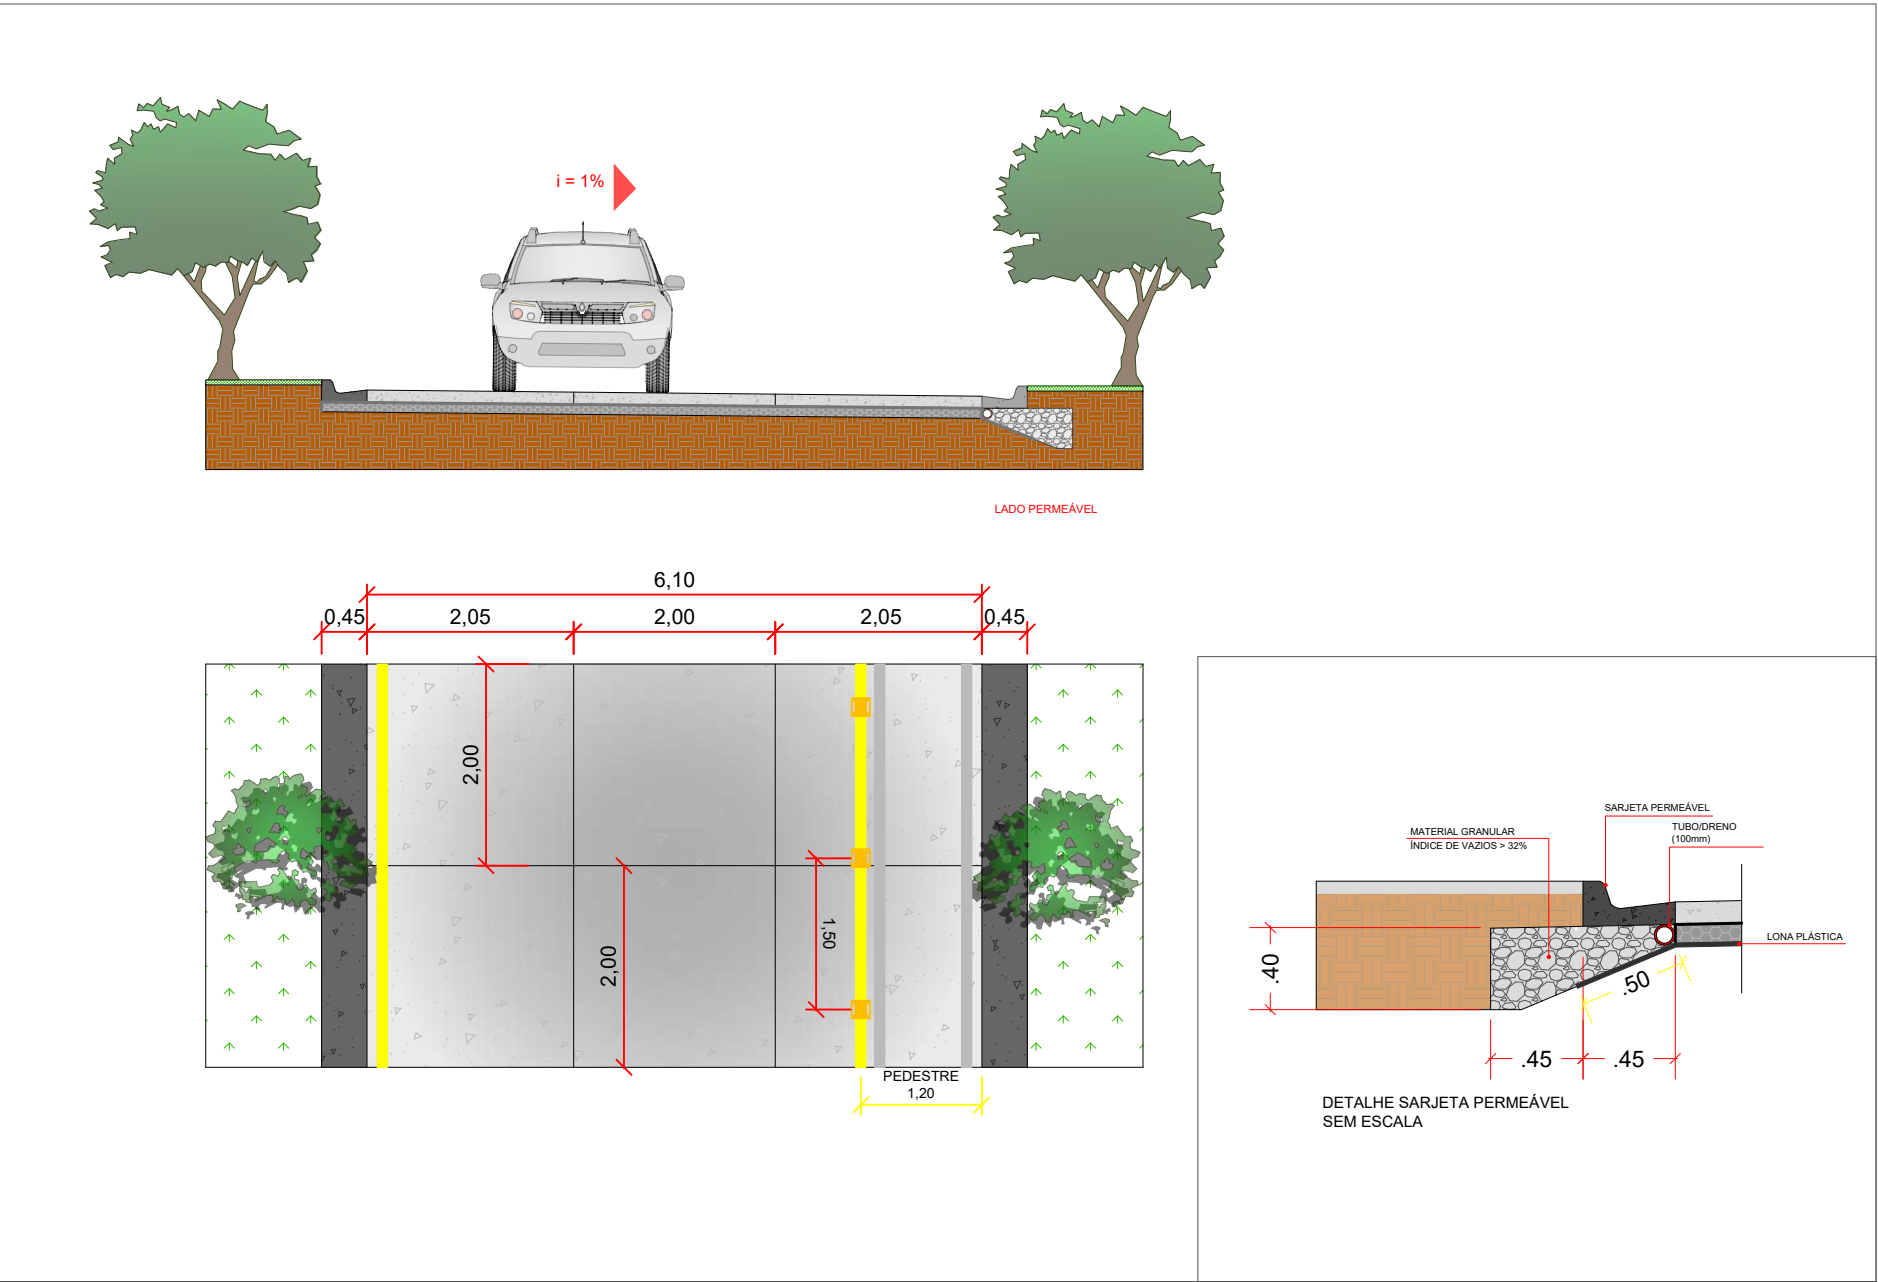 i = 1%
LADO PERMEÁVEL
6,10
0,45
2,05
2,00
2,05
0,45
2,00
2,00
1,50
PEDESTRE
1,20
SARJETA PERMEÁVEL
MATERIAL GRANULAR
ÍNDICE DE VAZIOS > 32%
TUBO/DRENO
(100mm)
LONA PLÁSTICA
.40
.50
.45
.45
DETALHE SARJETA PERMEÁVEL
SEM ESCALA